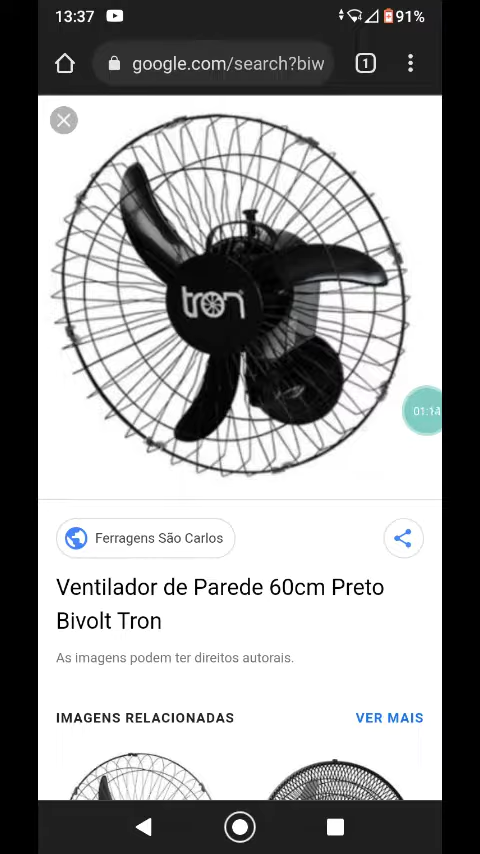 13:37
91%
google.com/search?biw
1
tron
01:14
Ferragens São Carlos
Ventilador de Parede 60cm Preto
Bivolt Tron
As imagens podem ter direitos autorais.
IMAGENS RELACIONADAS
VER MAIS